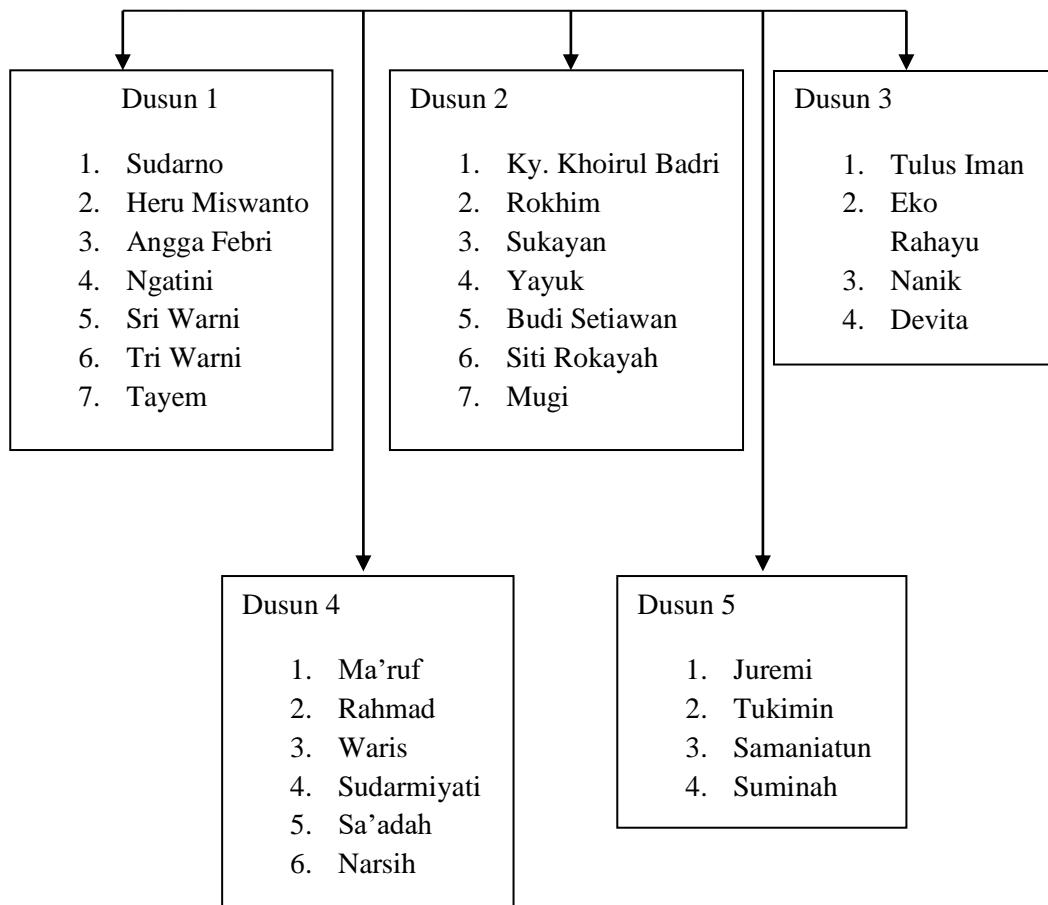 Dusun 1
1. Sudarno
2. Heru Miswanto
3. Angga Febri
4. Ngatini
5. Sri Warni
6. Tri Warni
7. Tayem
Dusun 2
1. Ky. Khoirul Badri
2. Rokhim
3. Sukayan
4. Yayuk
5. Budi Setiawan
6. Siti Rokayah
7. Mugi
Dusun 3
1. Tulus Iman
2. Eko
Rahayu
3. Nanik
4. Devita
Dusun 4
1. Ma’ruf
2. Rahmad
3. Waris
4. Sudarmiyati
5. Sa’adah
6. Narsih
Dusun 5
1. Juremi
2. Tukimin
3. Samaniatun
4. Suminah